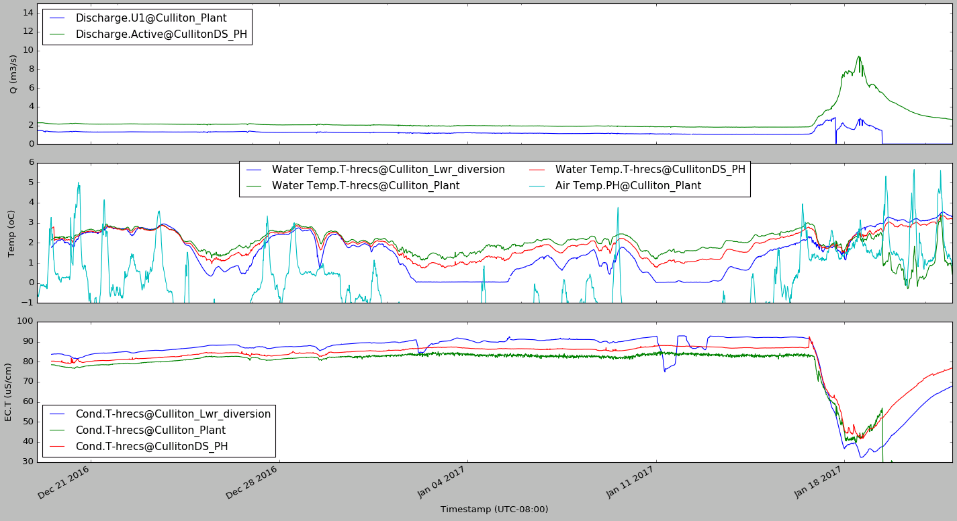 14
12
10
8
6
4
2
0
Q (m3/s)
Discharge.U1@Culliton_Plant
Discharge.Active@CullitonDS_PH
6
5
4
3
2
1
0
−1
Temp (oC)
Water Temp.T-hrecs@Culliton_Lwr_diversion
Water Temp.T-hrecs@CullitonDS_PH
Water Temp.T-hrecs@Culliton_Plant
Air Temp.PH@Culliton_Plant
100
90
80
70
60
50
40
30
EC.T (uS/cm)
Cond.T-hrecs@Culliton_Lwr_diversion
Cond.T-hrecs@Culliton_Plant
Cond.T-hrecs@CullitonDS_PH
Dec 21 2016
Dec 28 2016
Jan 04 2017
Jan 11 2017
Jan 18 2017
Timestamp (UTC-08:00)